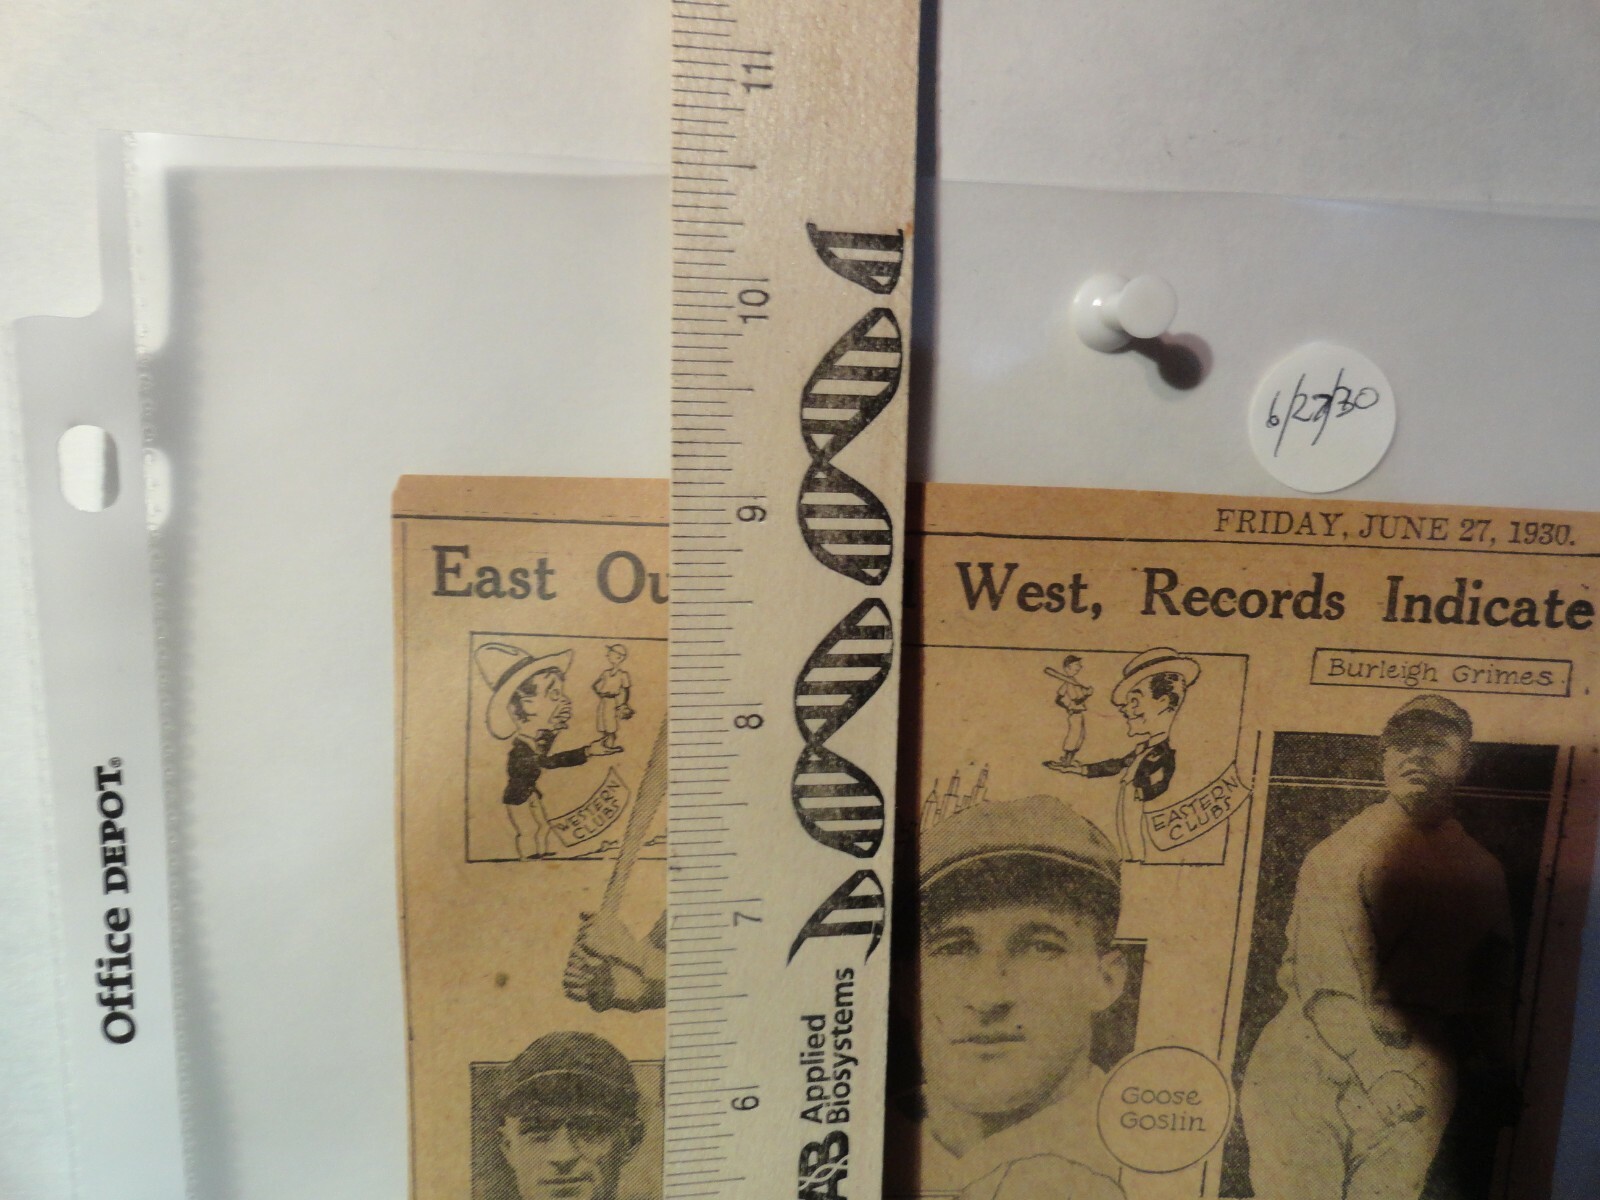 11
10
9
8
7
6
AB Applied
Biosystems
Office DEPOT®
6/27/30
FRIDAY, JUNE 27, 1930.
East Ou West, Records Indicate
WESTERN
CLUBS
EASTERN
CLUBS
Burleigh Grimes
Goose
Goslin